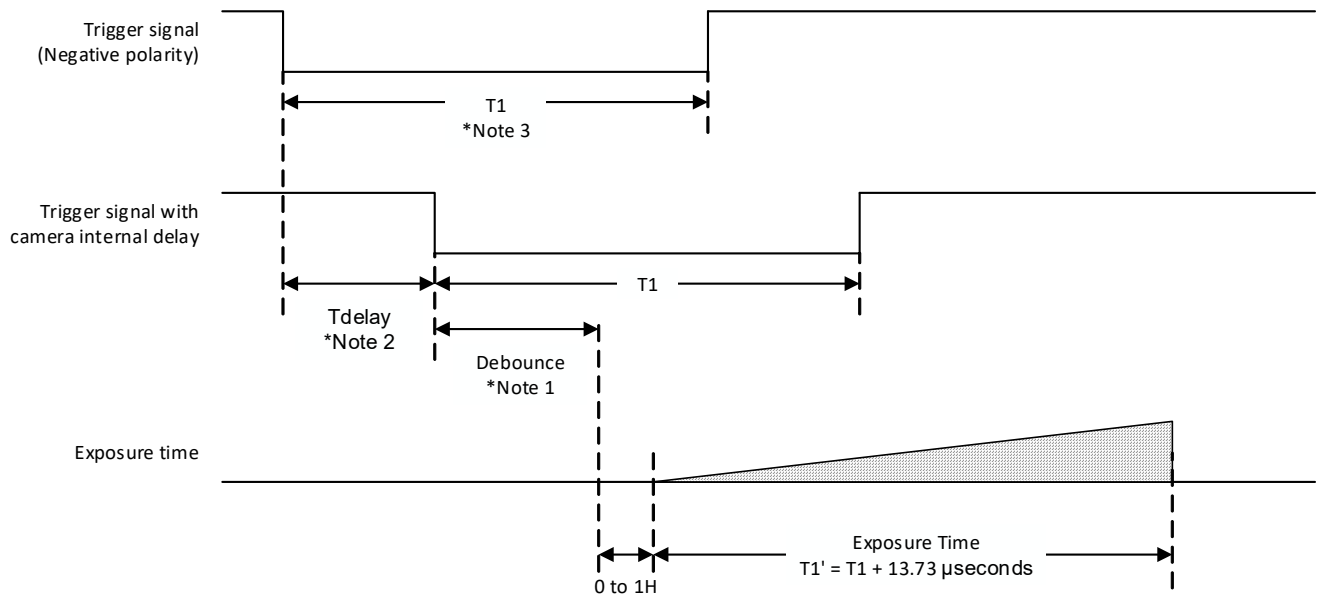 Trigger signal
(Negative polarity)
T1
*Note 3
Trigger signal with
camera internal delay
T1
Tdelay
*Note 2
Debounce
*Note 1
Exposure time
Exposure Time
T1' = T1 + 13.73 µseconds
0 to 1H